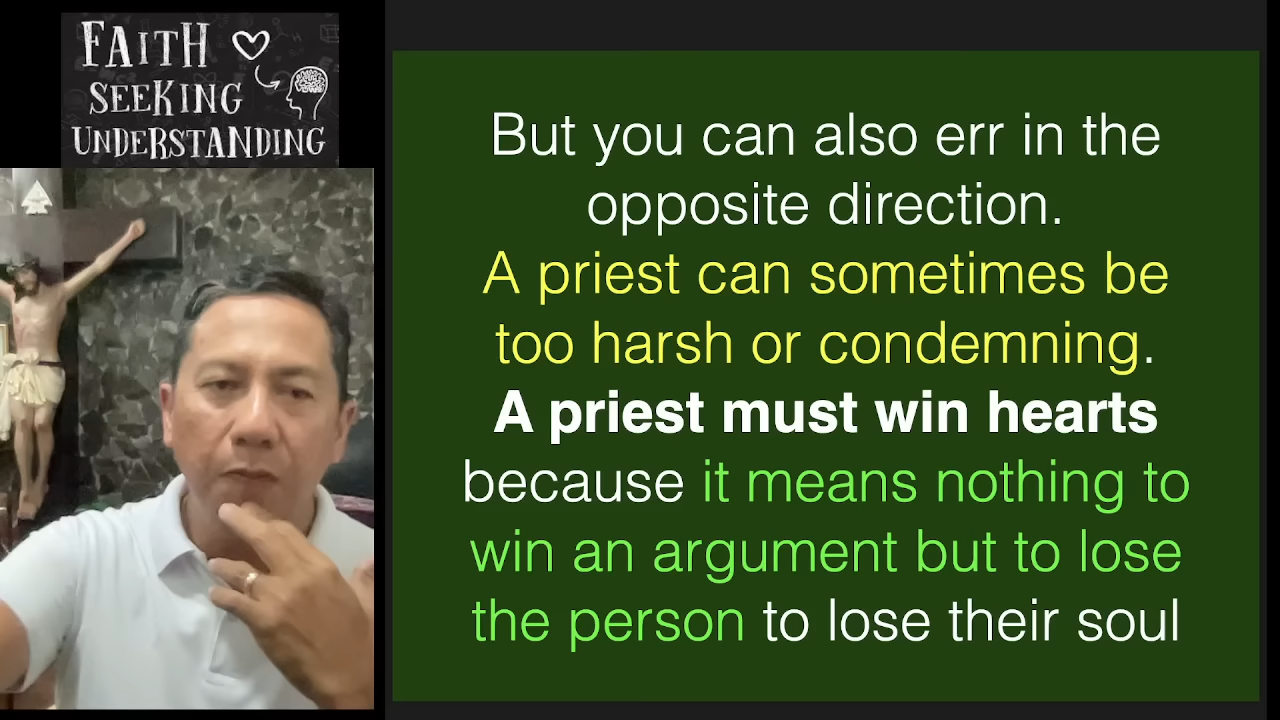 FAITH
SEEKING
UNDERSTANDING
But you can also err in the
opposite direction.
A priest can sometimes be
too harsh or condemning.
A priest must win hearts
because it means nothing to
win an argument but to lose
the person to lose their soul